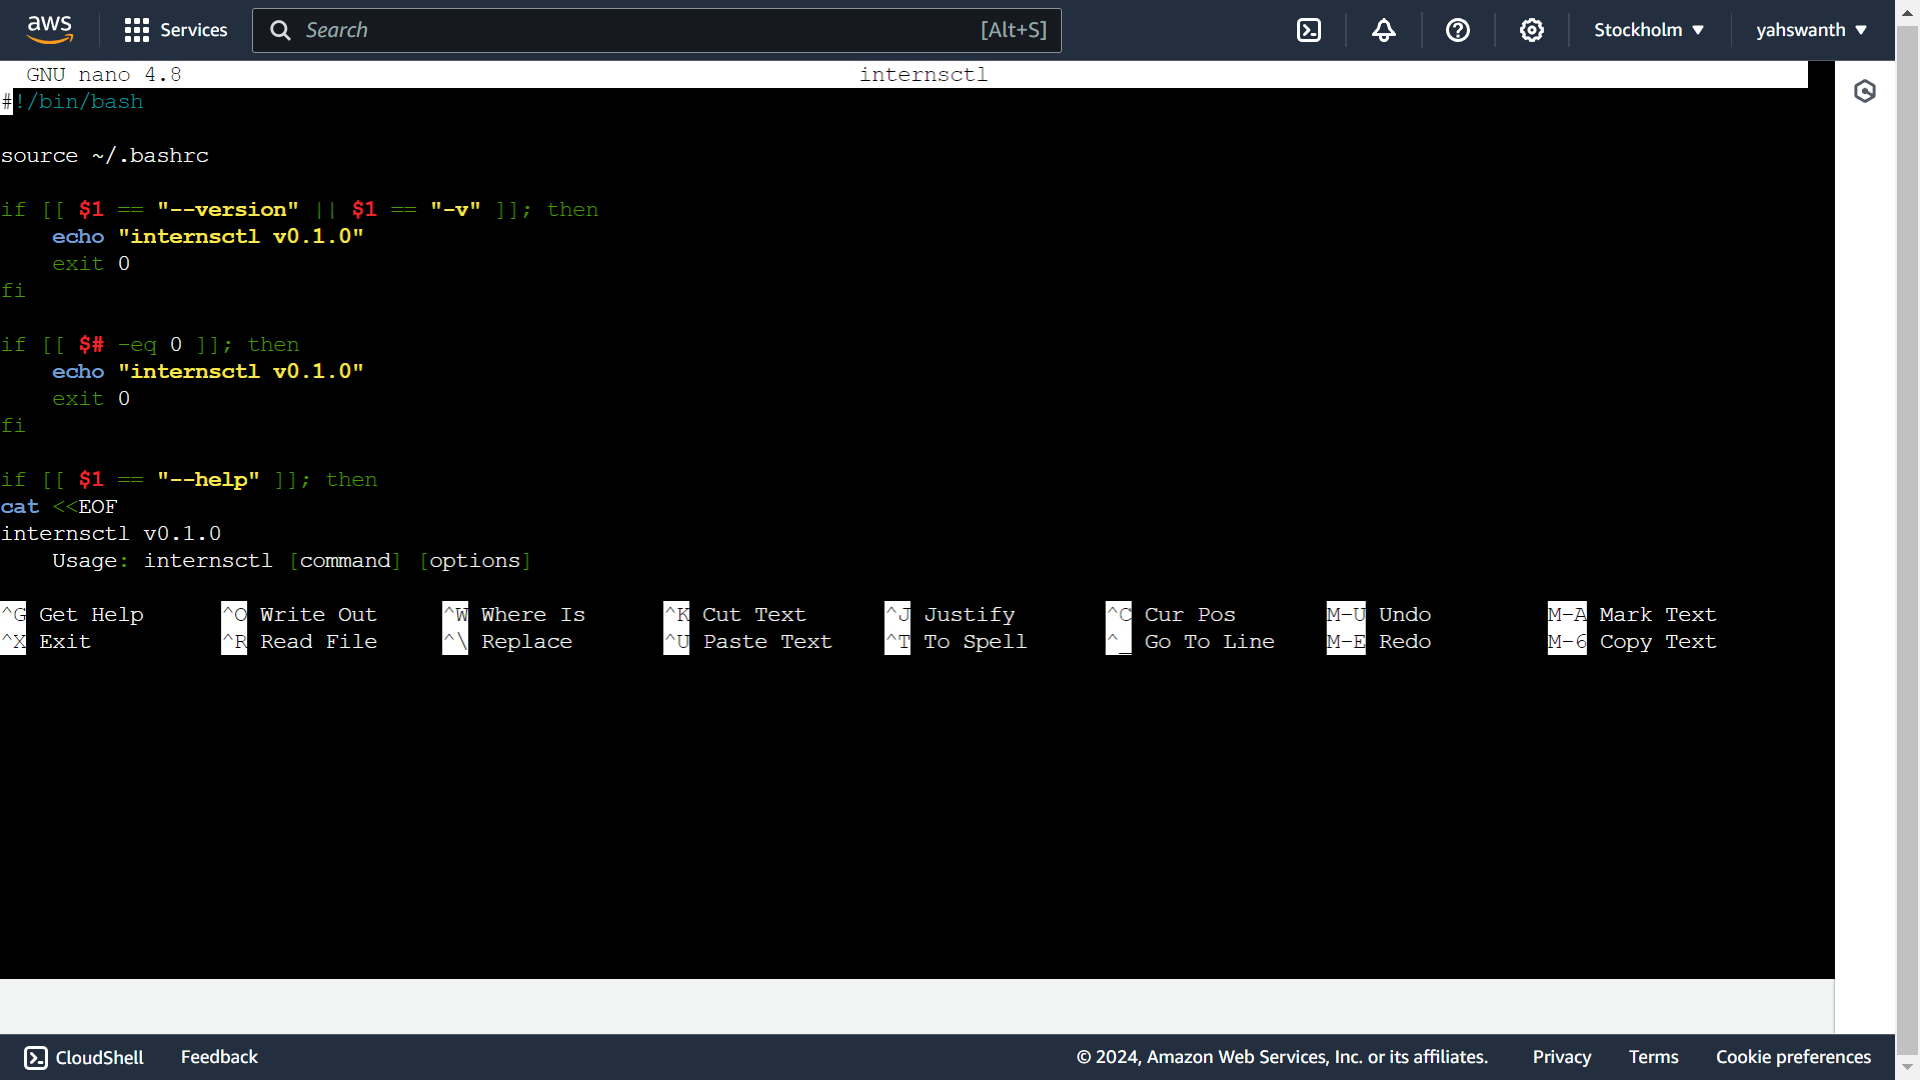 aws Services Search [Alt+S] Stockholm ▼ yahswanth ▼
GNU nano 4.8 internsctl
#!/bin/bash

source ~/.bashrc

if [[ $1 == "--version" || $1 == "-v" ]]; then
    echo "internsctl v0.1.0"
    exit 0
fi

if [[ $# -eq 0 ]]; then
    echo "internsctl v0.1.0"
    exit 0
fi

if [[ $1 == "--help" ]]; then
cat <<EOF
internsctl v0.1.0
    Usage: internsctl [command] [options]

^G Get Help ^O Write Out ^W Where Is ^K Cut Text ^J Justify ^C Cur Pos M-U Undo M-A Mark Text
^X Exit ^R Read File ^\ Replace ^U Paste Text ^T To Spell ^_ Go To Line M-E Redo M-6 Copy Text
CloudShell Feedback © 2024, Amazon Web Services, Inc. or its affiliates. Privacy Terms Cookie preferences